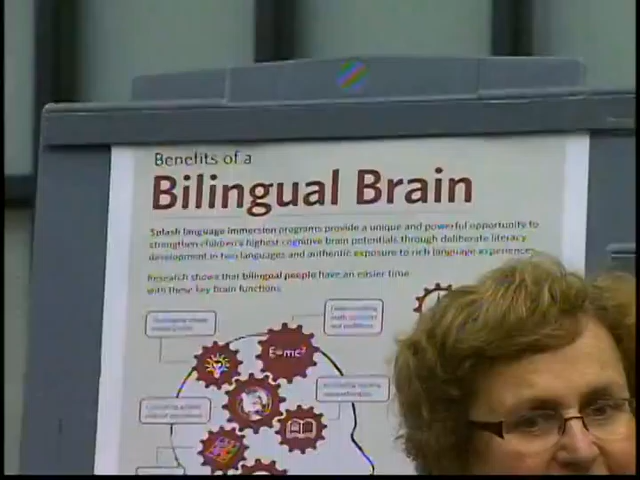 Benefits of a
Bilingual Brain
Splash language immersion programs provide a unique and powerful opportunity to
strengthen children's highest cognitive brain potentials through deliberate literacy
development in two languages and authentic exposure to rich language experiences
Research shows that bilingual people have an easier time
with these key brain functions
E=mc²